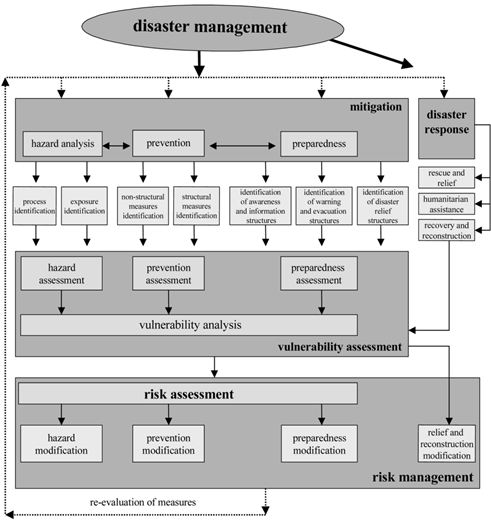 disaster management
mitigation
hazard analysis
prevention
preparedness
disaster
response
rescue and
relief
humanitarian
assistance
recovery and
reconstruction
process
identification
exposure
identification
non-structural
measures
identification
structural
measures
identification
identification
of awareness
and information
structures
identification
of warning
and evacuation
structures
identification
of disaster
relief
structures
hazard
assessment
prevention
assessment
preparedness
assessment
vulnerability analysis
vulnerability assessment
risk assessment
hazard
modification
prevention
modification
preparedness
modification
relief and
reconstruction
modification
risk management
re-evaluation of measures